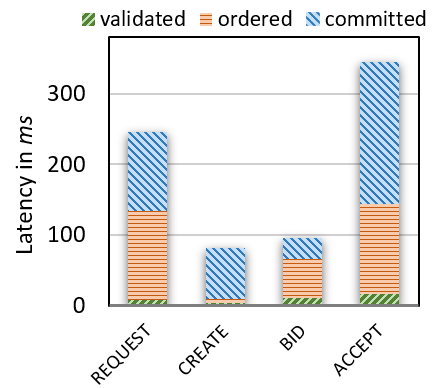 validated ordered committed
Latency in ms
300
200
100
0
REQUEST
CREATE
BID
ACCEPT